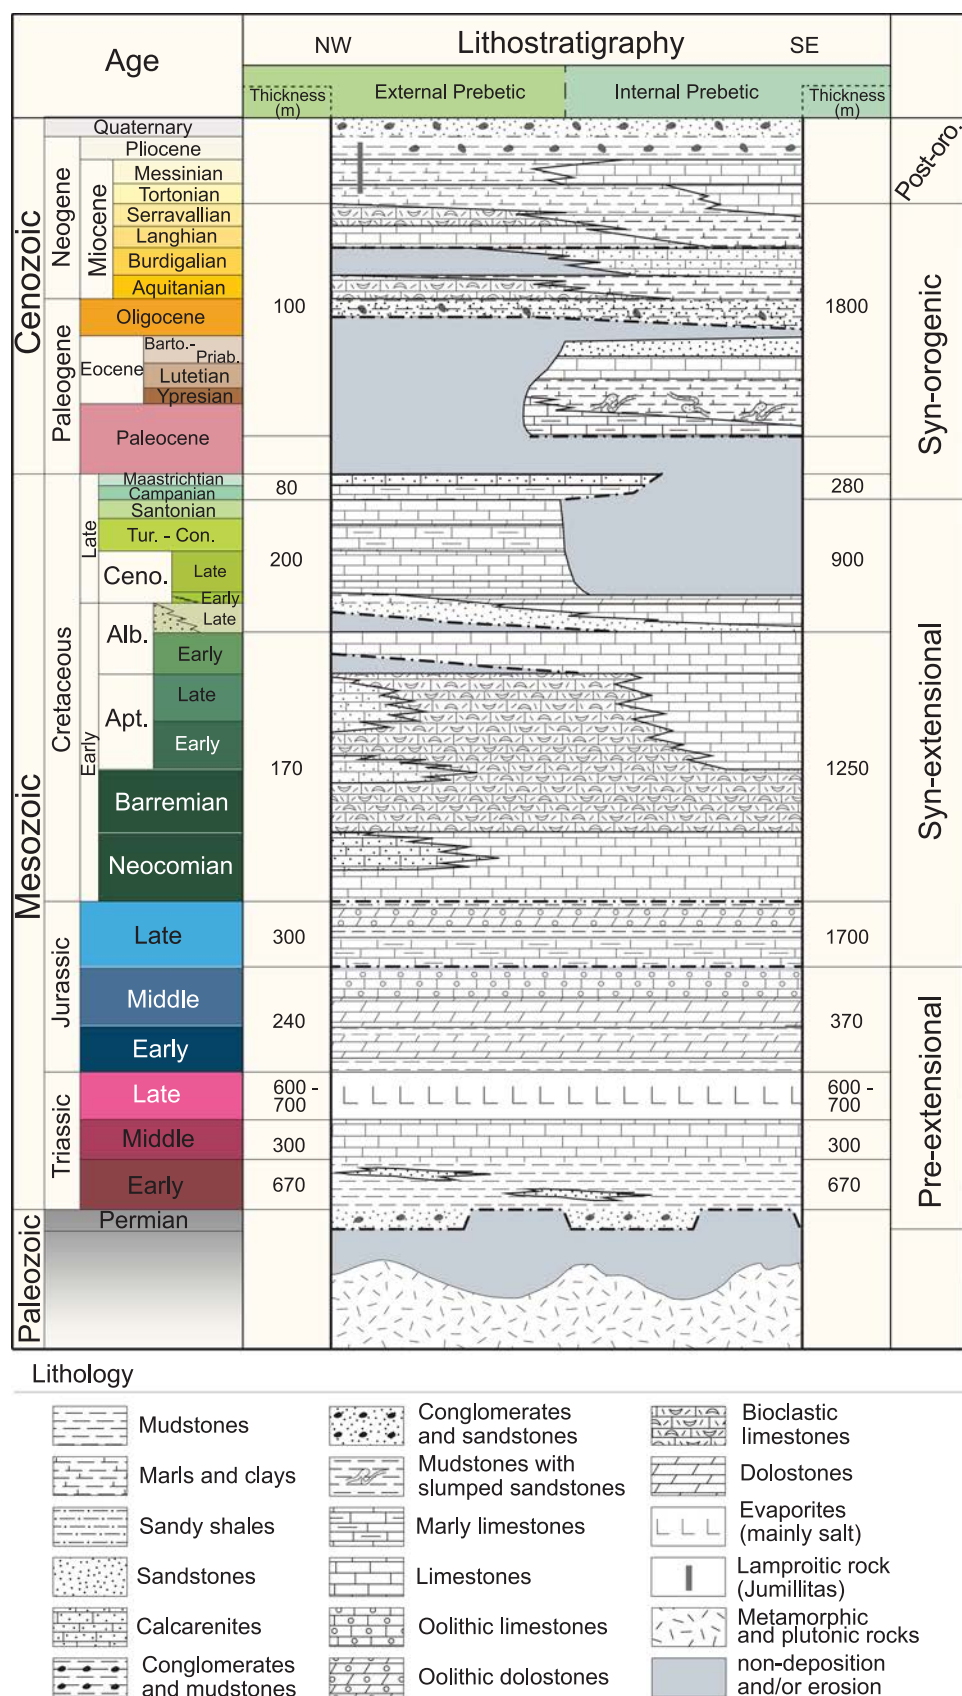 Age
NW
Lithostratigraphy
SE
Thickness
(m)
External Prebetic
Internal Prebetic
Thickness
(m)
Cenozoic
Neogene
Miocene
Quaternary
Pliocene
Messinian
Tortonian
Serravallian
Langhian
Burdigalian
Aquitanian
Paleogene
Oligocene
Eocene
Barto.-
Priab.
Lutetian
Ypresian
Paleocene
100
1800
Post-oro.
Syn-orogenic
Mesozoic
Cretaceous
Late
Maastrichtian
Campanian
Santonian
Tur. - Con.
Ceno.
Late
Early
80
280
200
900
Early
Alb.
Late
Early
Apt.
Late
Early
Barremian
Neocomian
170
1250
Syn-extensional
Jurassic
Late
300
1700
Middle
Early
240
370
Triassic
Late
600 -
700
600 -
700
Middle
300
300
Early
670
670
Pre-extensional
Paleozoic
Permian
Lithology
Mudstones
Marls and clays
Sandy shales
Sandstones
Calcarenites
Conglomerates
and mudstones
Conglomerates
and sandstones
Mudstones with
slumped sandstones
Marly limestones
Limestones
Oolithic limestones
Oolithic dolostones
Bioclastic
limestones
Dolostones
Evaporites
(mainly salt)
Lamproitic rock
(Jumillitas)
Metamorphic
and plutonic rocks
non-deposition
and/or erosion